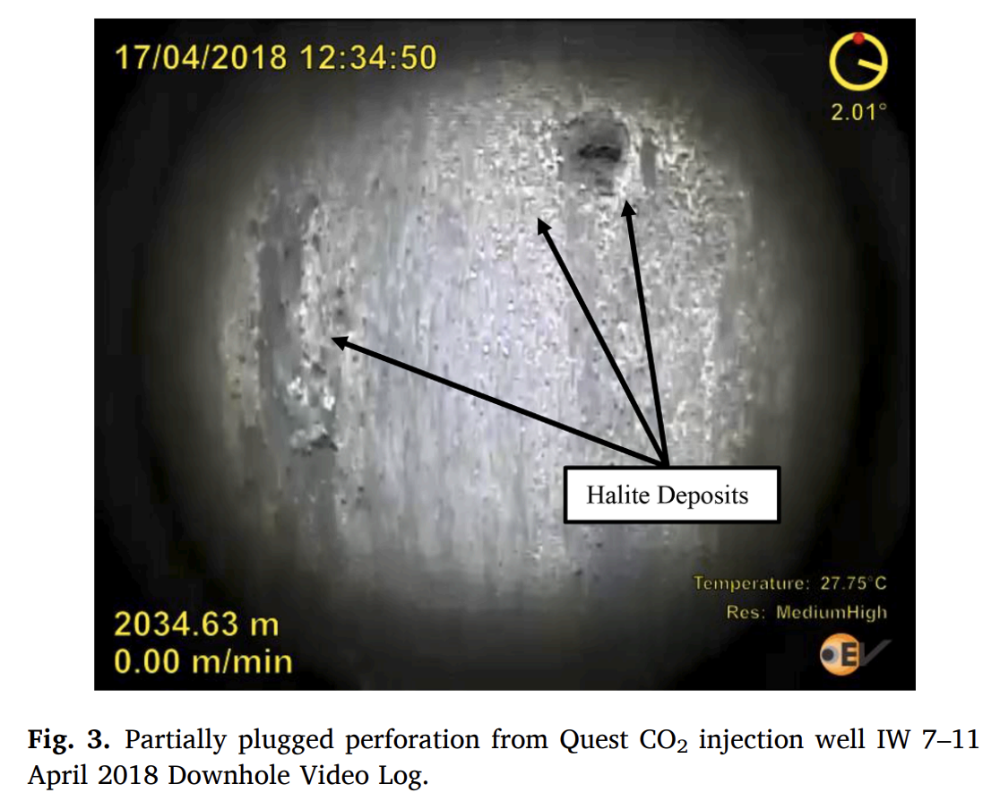 17/04/2018 12:34:50
2.01°
Halite Deposits
Temperature: 27.75°C
Res: MediumHigh
EV
2034.63 m
0.00 m/min
Fig. 3. Partially plugged perforation from Quest CO₂ injection well IW 7–11
April 2018 Downhole Video Log.